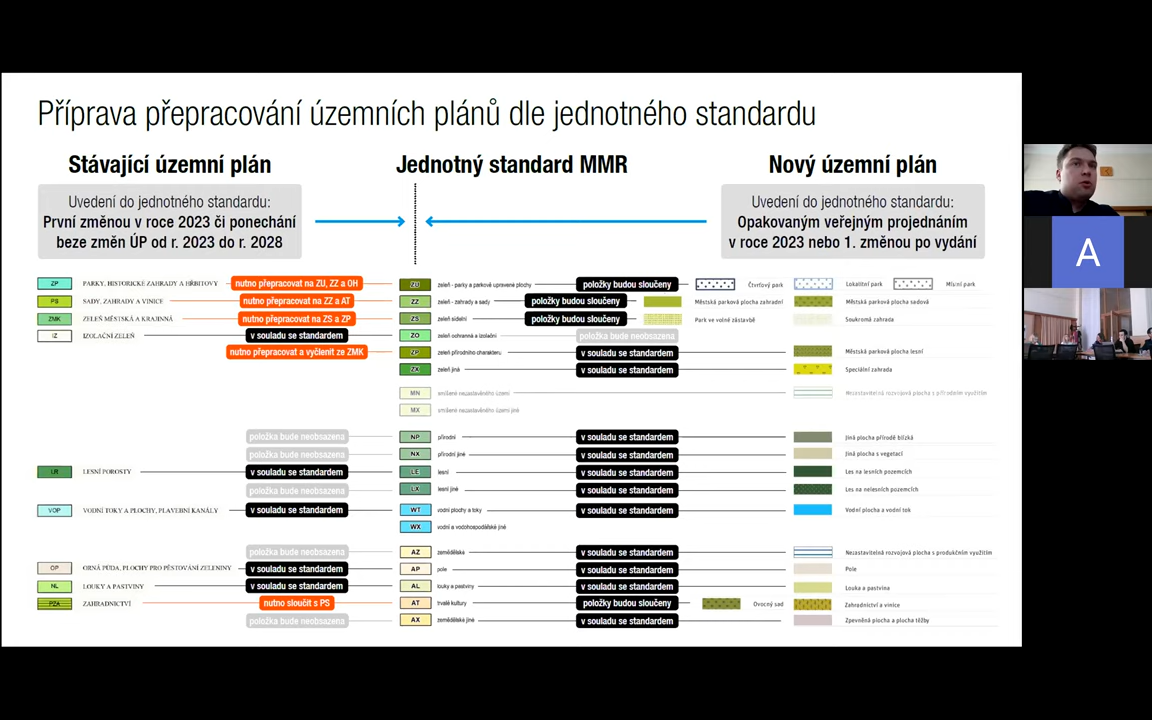 Příprava přepracování územních plánů dle jednotného standardu
Stávající územní plán
Jednotný standard MMR
Nový územní plán
Uvedení do jednotného standardu:
První změnou v roce 2023 či ponechání
beze změn ÚP od r. 2023 do r. 2028
Uvedení do jednotného standardu:
Opakovaným veřejným projednáním
v roce 2023 nebo 1. změnou po vydání
ZP PARKY, HISTORICKÉ ZAHRADY A HŘBITOVY nutno přepracovat na ZU, ZZ a OH ZU zeleň - parky a parkově upravené plochy položky budou sloučeny Čtvrťový park Lokalitní park Místní park
PS SADY, ZAHRADY A VINICE nutno přepracovat na ZZ a AT ZZ zeleň - zahrady a sady položky budou sloučeny Městská parková plocha zahradní Městská parková plocha sadová
ZMK ZELEŇ MĚSTSKÁ A KRAJINNÁ nutno přepracovat na ZS a ZP ZS zeleň sídelní položky budou sloučeny Park ve volné zástavbě Soukromá zahrada
IZ IZOLAČNÍ ZELEŇ v souladu se standardem ZO zeleň ochranná a izolační položka bude neobsazena
nutno přepracovat a vyčlenit ze ZMK ZP zeleň přírodního charakteru v souladu se standardem Městská parková plocha lesní
ZX zeleň jiná v souladu se standardem Speciální zahrada
MN smíšené nezastavěného území Nezastavitelná rozvojová plocha s přírodním využitím
MX smíšené nezastavěného území jiné
položka bude neobsazena NP přírodní v souladu se standardem Jiná plocha přírodě blízká
položka bude neobsazena NX přírodní jiné v souladu se standardem Jiná plocha s vegetací
LR LESNÍ POROSTY v souladu se standardem LE lesní v souladu se standardem Les na lesních pozemcích
položka bude neobsazena LX lesní jiné v souladu se standardem Les na nelesních pozemcích
VOP VODNÍ TOKY A PLOCHY, PLAVEBNÍ KANÁLY v souladu se standardem WT vodní plochy a toky v souladu se standardem Vodní plocha a vodní tok
WX vodní a vodohospodářské jiné
položka bude neobsazena AZ zemědělské v souladu se standardem Nezastavitelná rozvojová plocha s produkčním využitím
OP ORNÁ PŮDA, PLOCHY PRO PĚSTOVÁNÍ ZELENINY v souladu se standardem AP pole v souladu se standardem Pole
NL LOUKY A PASTVINY v souladu se standardem AL louky a pastviny v souladu se standardem Louka a pastvina
PZA ZAHRADNICTVÍ nutno sloučit s PS AT trvalé kultury položky budou sloučeny Ovocný sad Zahradnictví a vinice
položka bude neobsazena AX zemědělské jiné v souladu se standardem Zpevněná plocha a plocha těžby
A